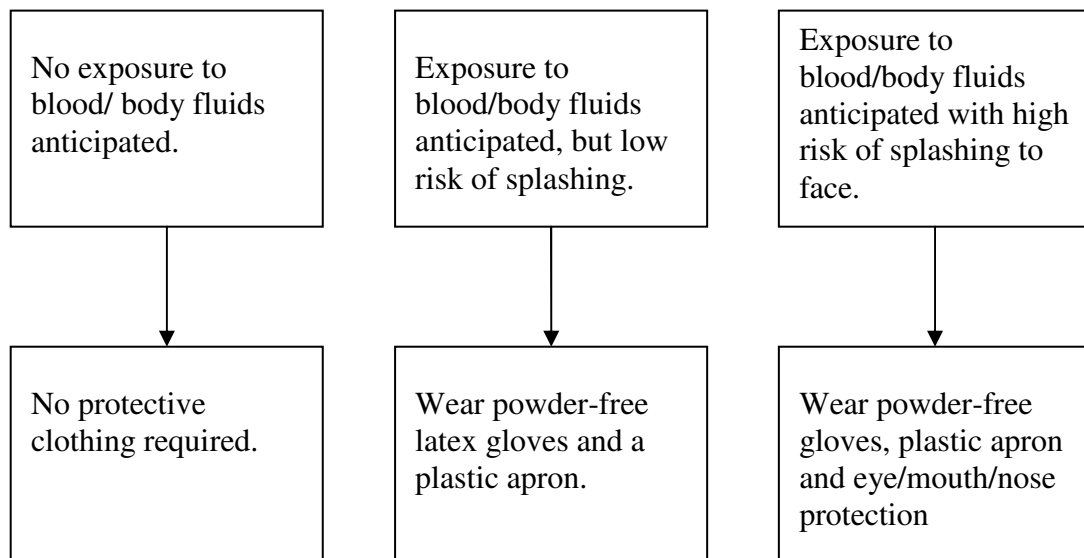 No exposure to
blood/ body fluids
anticipated.
Exposure to
blood/body fluids
anticipated, but low
risk of splashing.
Exposure to
blood/body fluids
anticipated with high
risk of splashing to
face.
No protective
clothing required.
Wear powder-free
latex gloves and a
plastic apron.
Wear powder-free
gloves, plastic apron
and eye/mouth/nose
protection